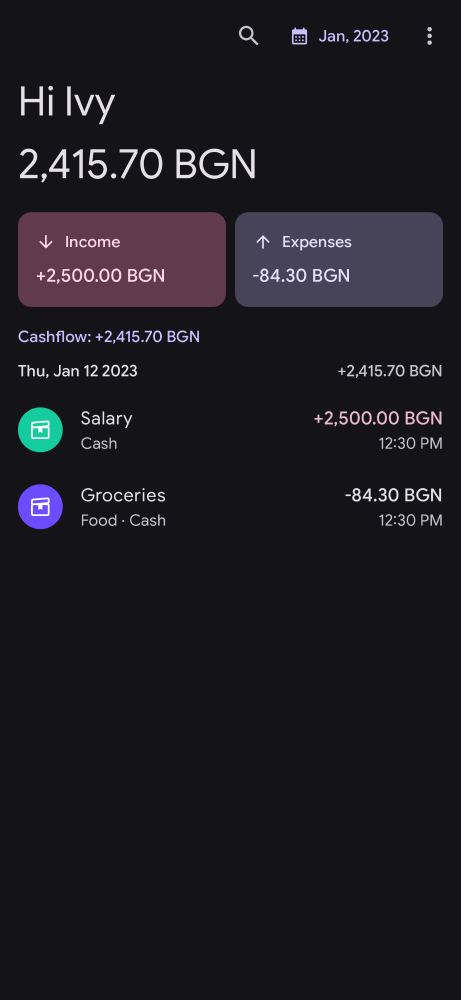 Jan, 2023
Hi Ivy
2,415.70 BGN
Income
+2,500.00 BGN
Expenses
-84.30 BGN
Cashflow: +2,415.70 BGN
Thu, Jan 12 2023 +2,415.70 BGN
Salary +2,500.00 BGN
Cash 12:30 PM
Groceries -84.30 BGN
Food · Cash 12:30 PM